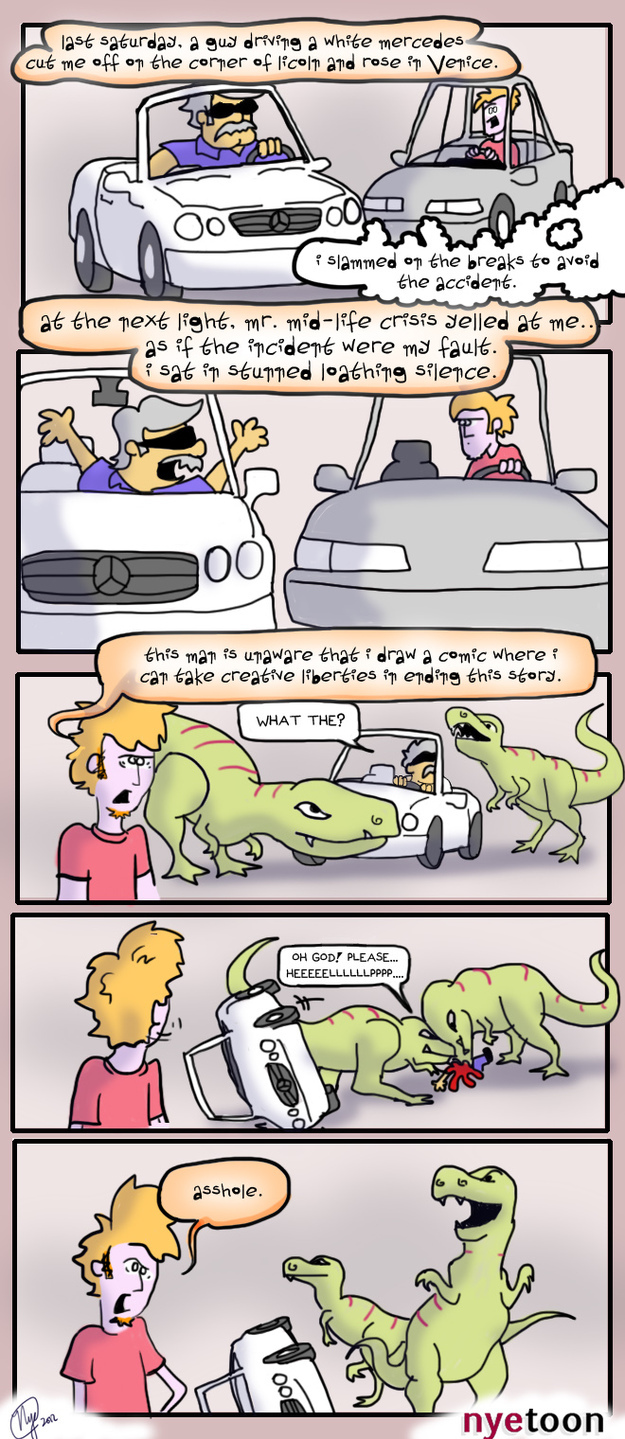 last saturday, a guy driving a white mercedes
cut me off on the corner of licoln and rose in Venice.
i slammed on the breaks to avoid
the accident.
at the next light, mr. mid-life crisis yelled at me..
as if the incident were my fault.
i sat in stunned loathing silence.
this man is unaware that i draw a comic where i
can take creative liberties in ending this story.
WHAT THE?
OH GOD! PLEASE...
HEEEEELLLLLLPPPP....
asshole.
Nye 2012
nyetoon